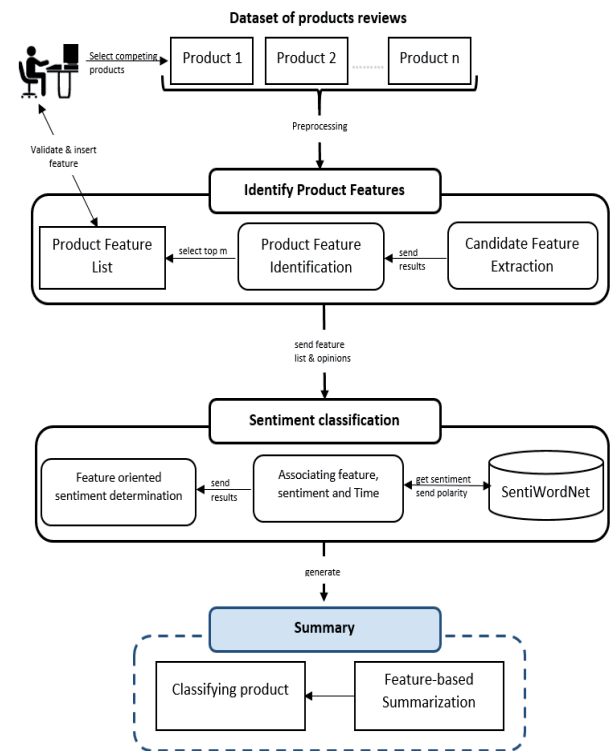 Dataset of products reviews
Select competing
products
Product 1
Product 2
..........
Product n
Preprocessing
Validate & insert
feature
Identify Product Features
Product Feature
List
select top m
Product Feature
Identification
send
results
Candidate Feature
Extraction
send feature
list & opinions
Sentiment classification
Feature oriented
sentiment determination
send
results
Associating feature,
sentiment and Time
get sentiment
send polarity
SentiWordNet
generate
Summary
Classifying product
Feature-based
Summarization